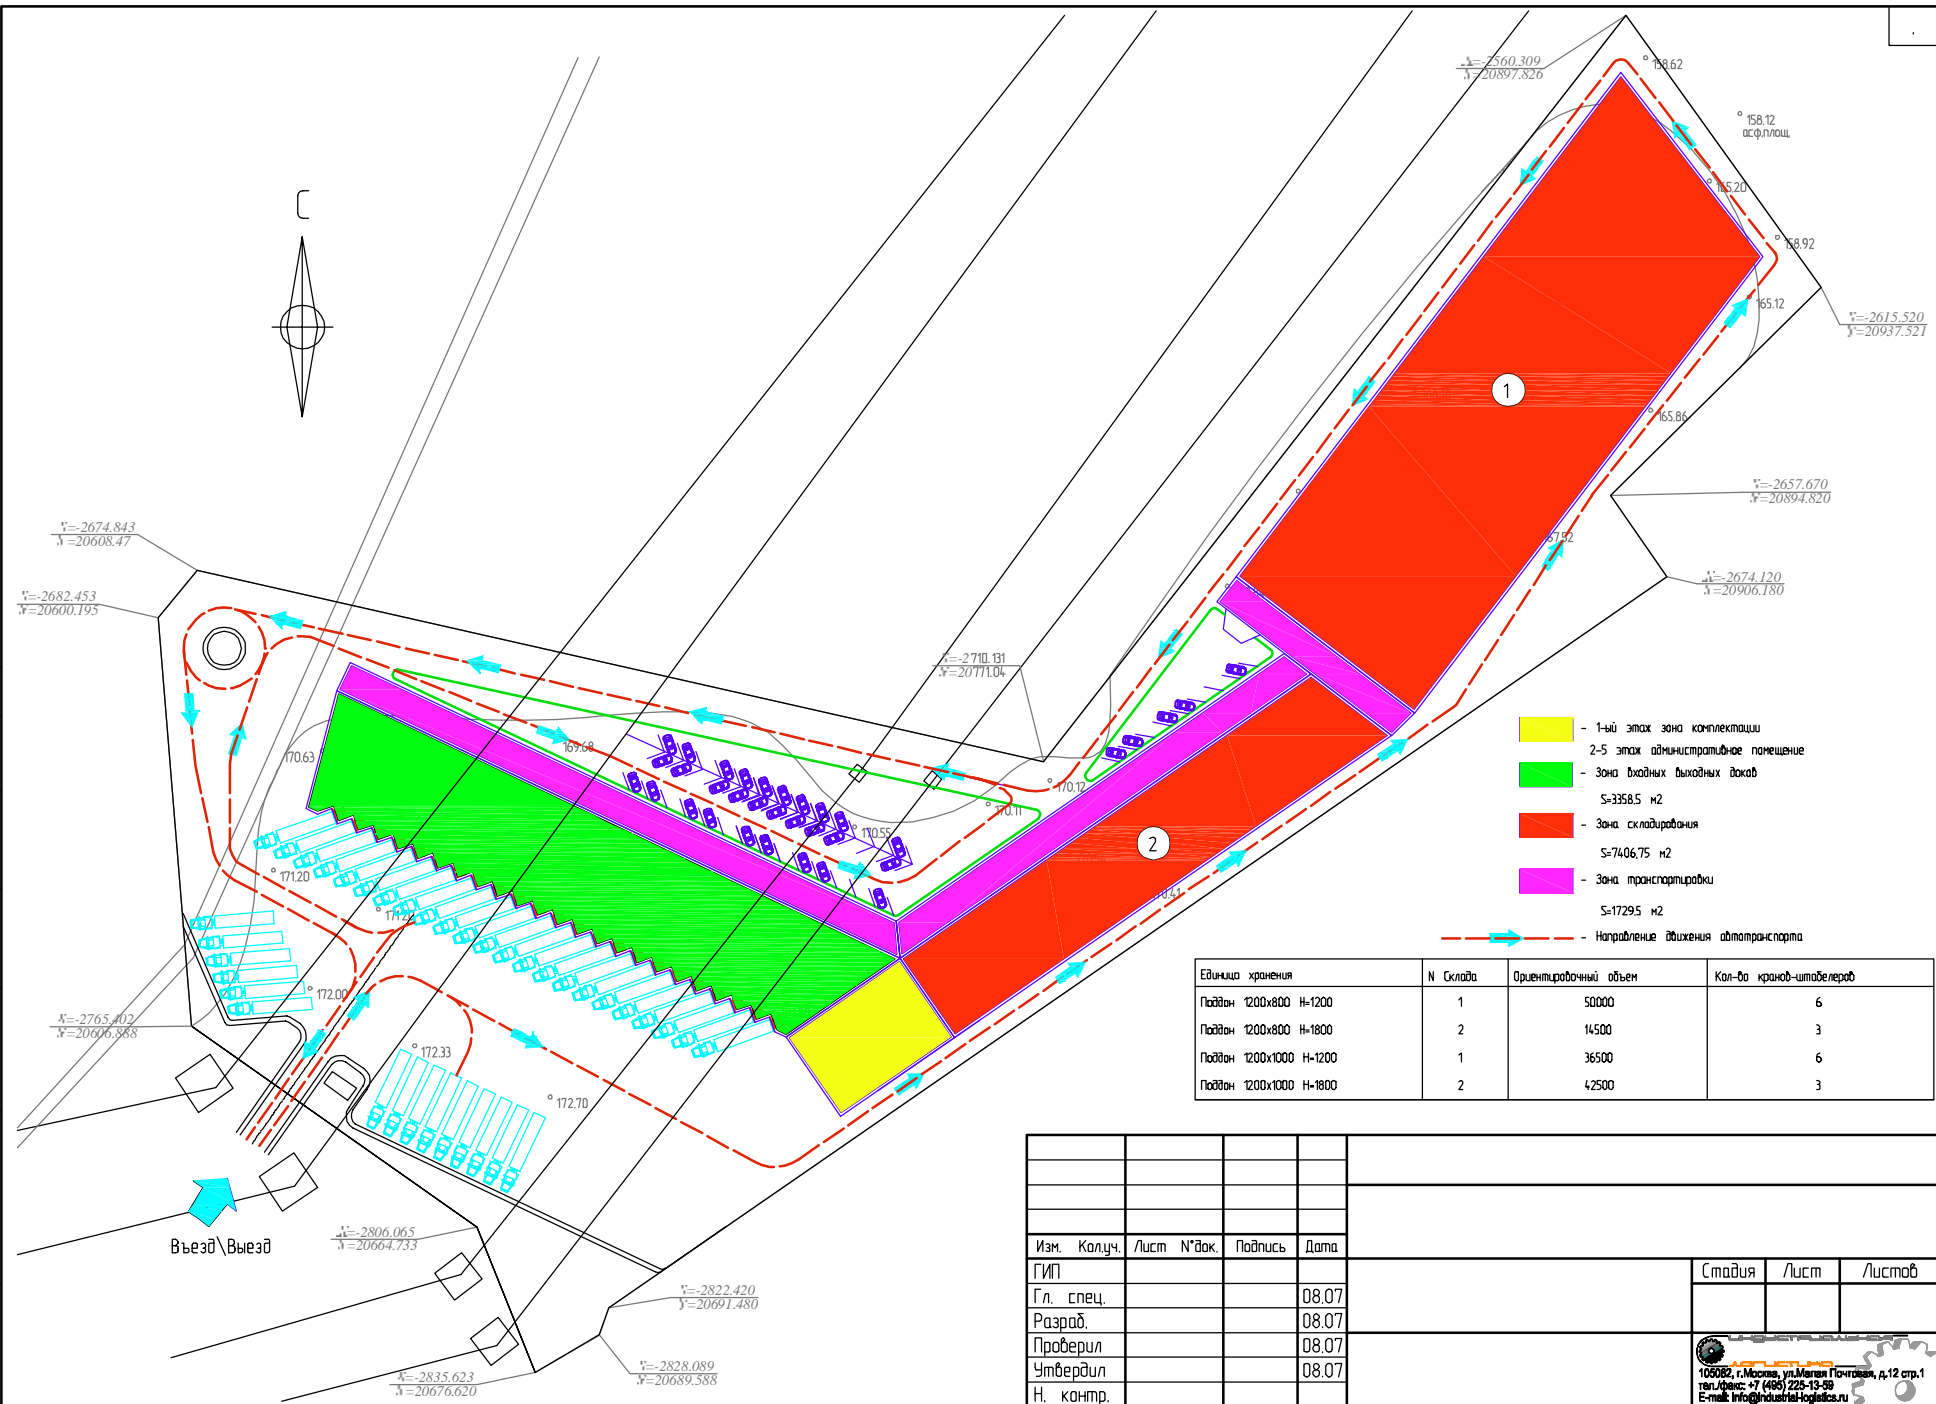 С
X=-2560.309
Y=20897.826
159.62
158.12
асф.площ.
165.20
158.92
165.12
X=-2615.520
Y=20937.521
1
165.86
X=-2657.670
Y=20894.820
X=-2674.843
Y=20608.47
67.52
X=-2674.120
Y=20906.180
X=-2682.453
Y=20600.195
X=-2710.131
Y=20771.04
169.68
170.63
170.12
170.11
170.55
2
171.20
172.00
172.33
172.70
X=-2765.402
Y=20606.888
- 1-ый этаж зона комплектации
2-5 этаж административное помещение
- Зона входных выходных доков
S=3358,5 м2
- Зона складирования
S=7406,75 м2
- Зона транспортировки
S=1729,5 м2
- Направление движения автотранспорта
Единица хранения N Склада Ориентировочный объем Кол-во кранов-штабелеров
Поддон 1200х800 Н=1200 1 50000 6
Поддон 1200х800 Н=1800 2 14500 3
Поддон 1200х1000 Н=1200 1 36500 6
Поддон 1200х1000 Н=1800 2 42500 3
Въезд\Выезд
X=-2806.065
Y=20664.733
X=-2822.420
Y=20691.480
X=-2828.089
Y=20689.588
X=-2835.623
Y=20676.620
Изм. Кол.уч. Лист N°док. Подпись Дата
ГИП
Гл. спец. 08.07
Разраб. 08.07
Проверил 08.07
Утвердил 08.07
Н. контр.
Стадия Лист Листов
ИНДУСТРИАЛЬНАЯ
ЛОГИСТИКА
105082, г.Москва, ул.Малая Почтовая, д.12 стр.1
тел./факс: +7 (495) 225-13-59
E-mail: info@industrial-logistics.ru